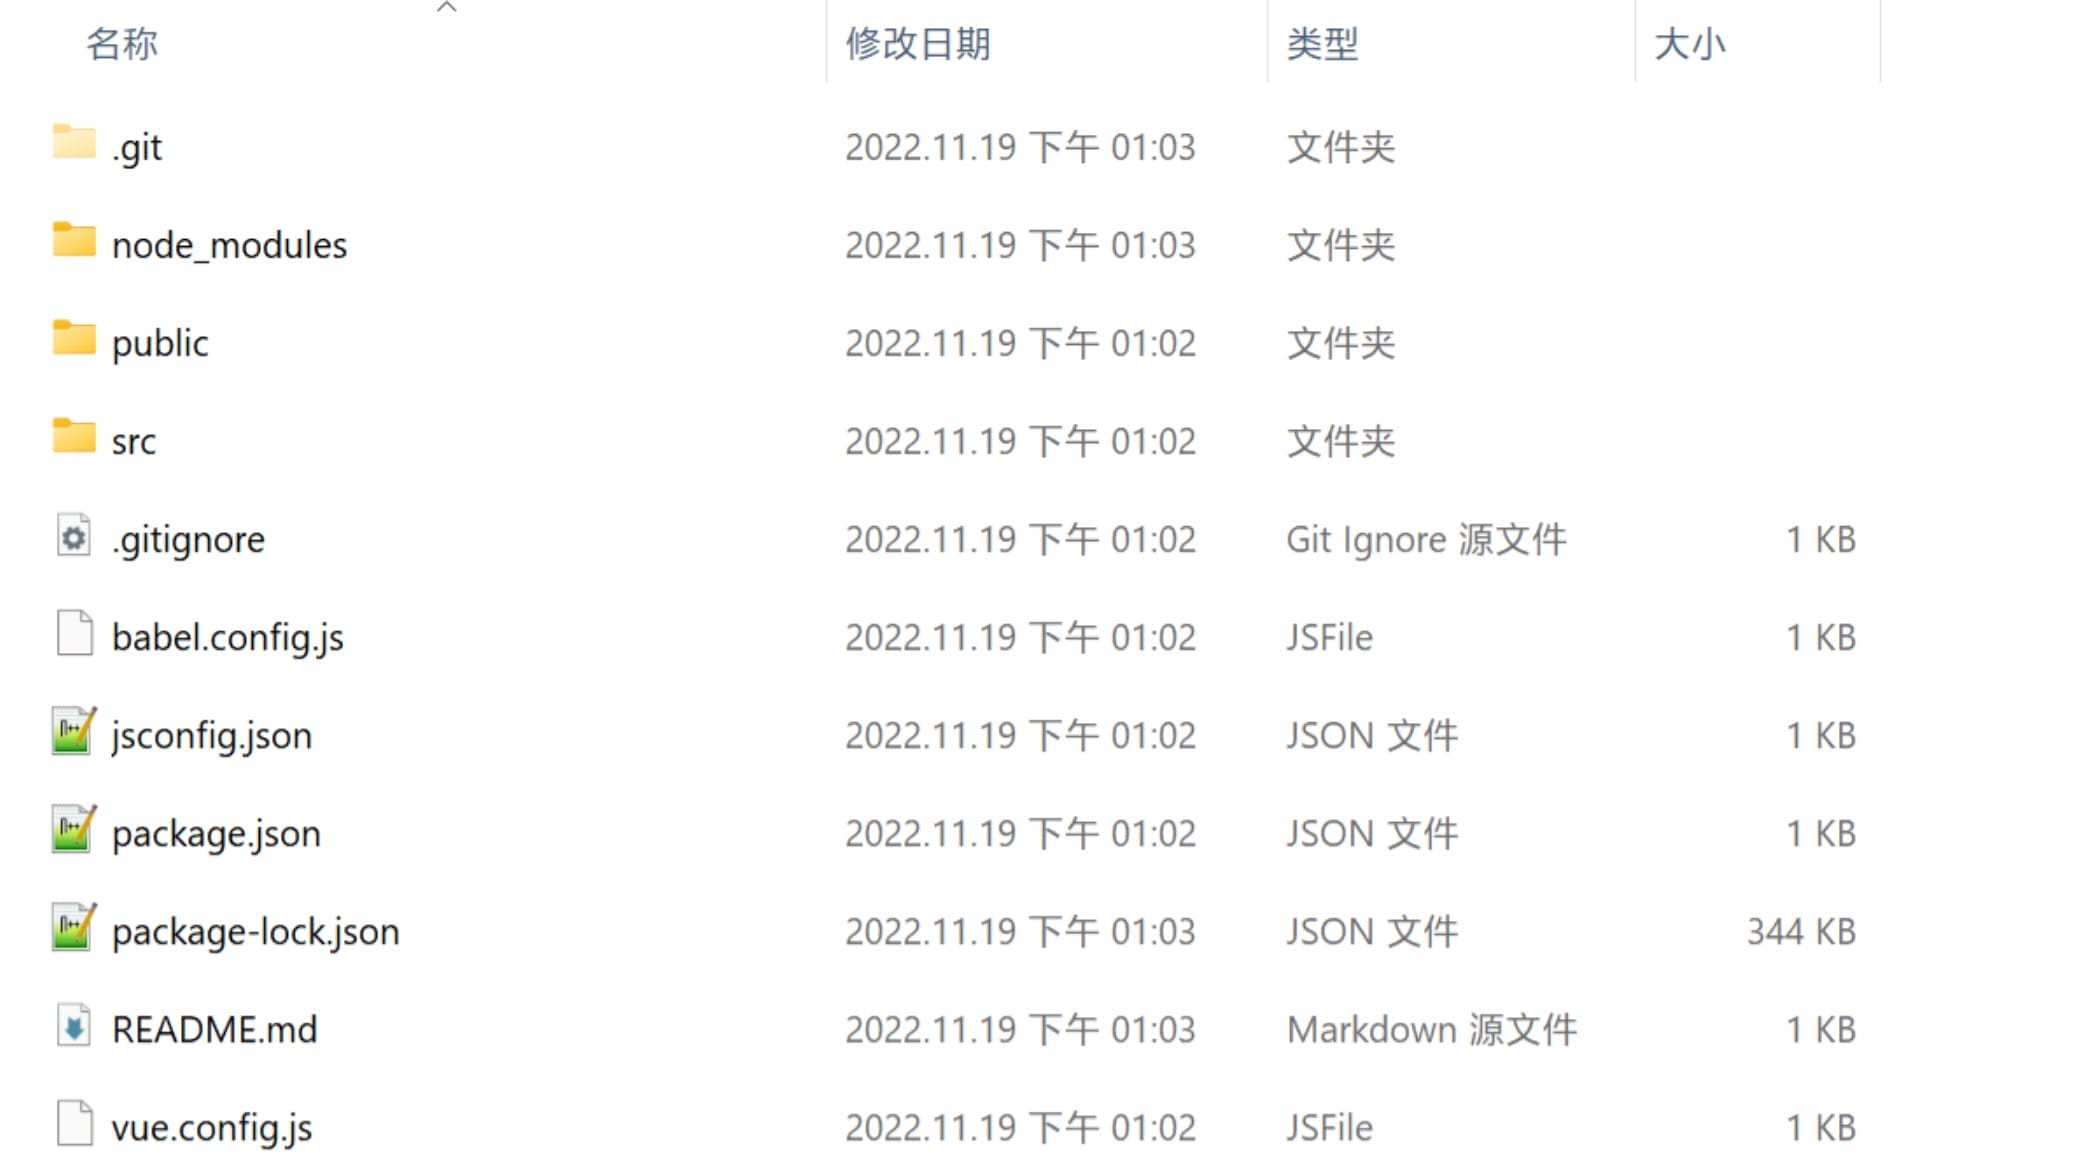 名称 修改日期 类型 大小
.git 2022.11.19 下午 01:03 文件夹
node_modules 2022.11.19 下午 01:03 文件夹
public 2022.11.19 下午 01:02 文件夹
src 2022.11.19 下午 01:02 文件夹
.gitignore 2022.11.19 下午 01:02 Git Ignore 源文件 1 KB
babel.config.js 2022.11.19 下午 01:02 JSFile 1 KB
jsconfig.json 2022.11.19 下午 01:02 JSON 文件 1 KB
package.json 2022.11.19 下午 01:02 JSON 文件 1 KB
package-lock.json 2022.11.19 下午 01:03 JSON 文件 344 KB
README.md 2022.11.19 下午 01:03 Markdown 源文件 1 KB
vue.config.js 2022.11.19 下午 01:02 JSFile 1 KB